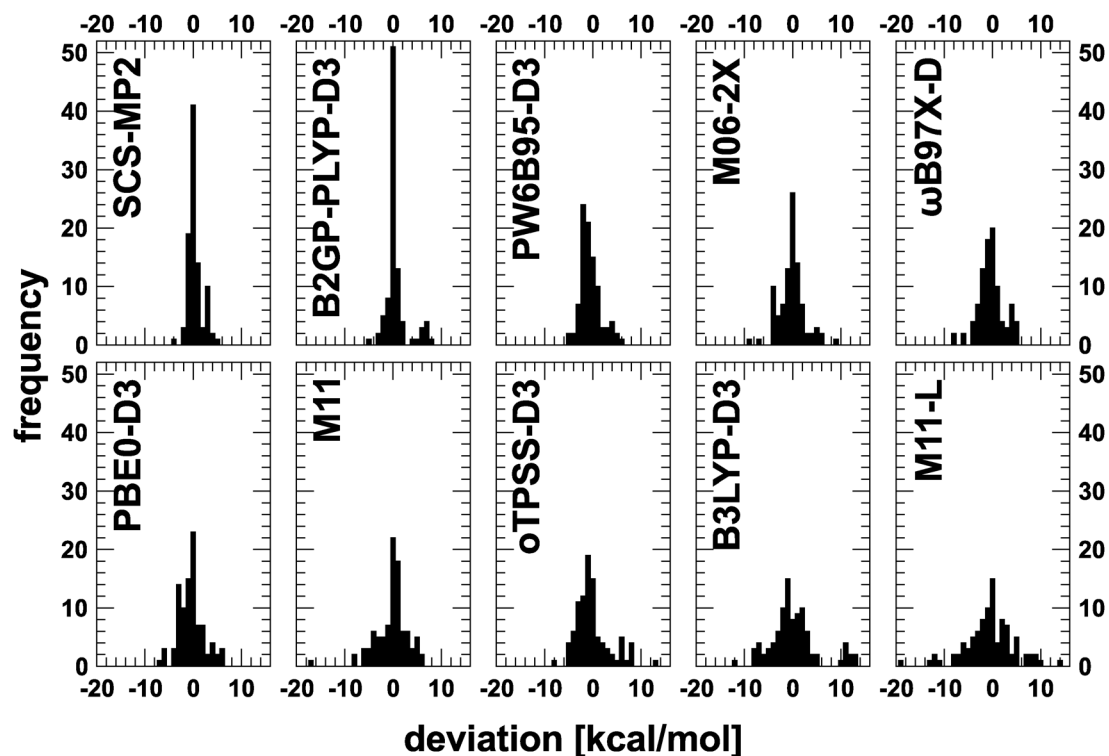 -20 -10 0 10 -20 -10 0 10 -20 -10 0 10 -20 -10 0 10 -20 -10 0 10
50 50
40 40
30 30
20 20
10 10
0 0
SCS-MP2
B2GP-PLYP-D3
PW6B95-D3
M06-2X
ωB97X-D
frequency
50 50
40 40
30 30
20 20
10 10
0 0
PBE0-D3
M11
oTPSS-D3
B3LYP-D3
M11-L
-20 -10 0 10 -20 -10 0 10 -20 -10 0 10 -20 -10 0 10 -20 -10 0 10
deviation [kcal/mol]